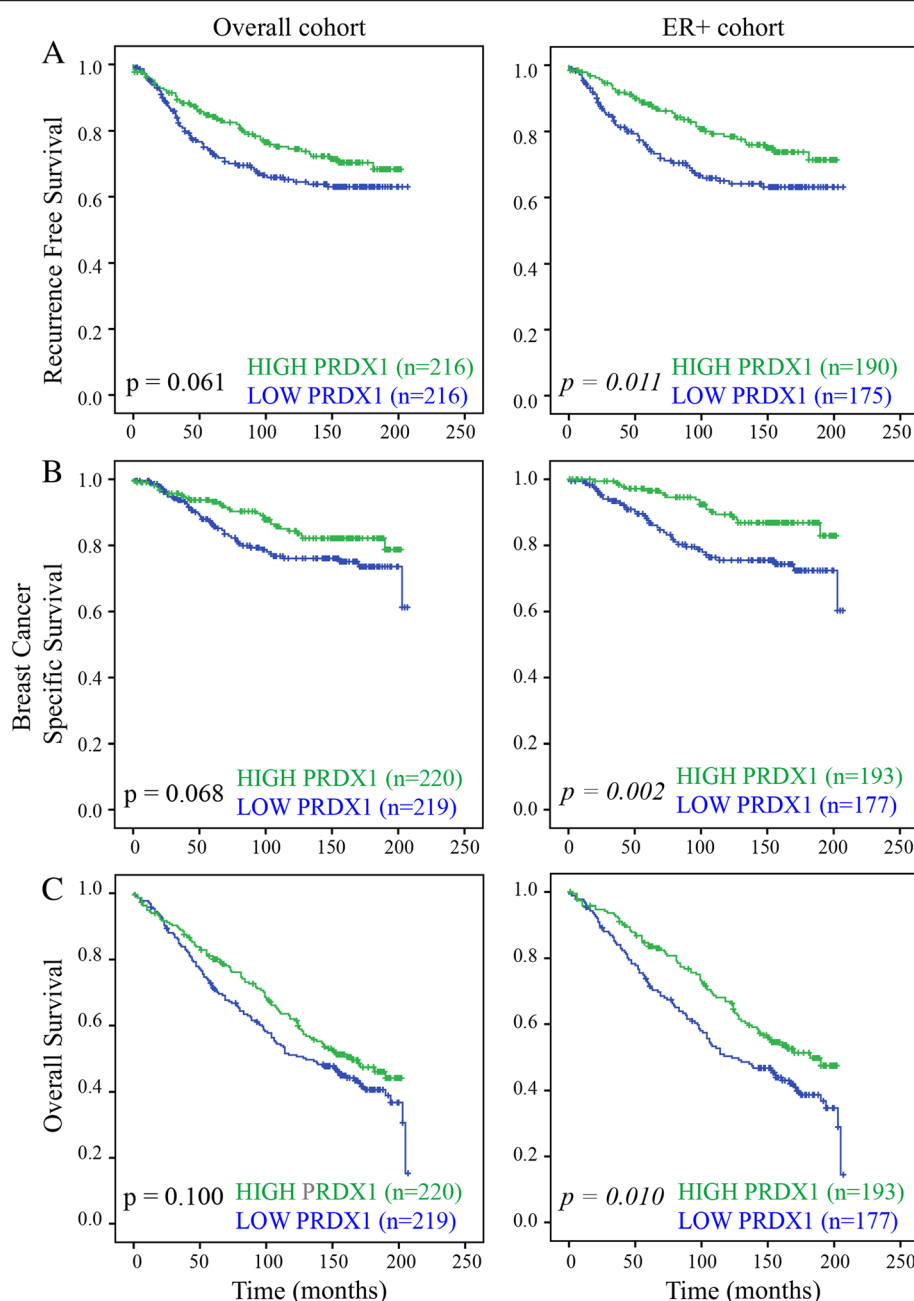 Overall cohort
ER+ cohort
A
Recurrence Free Survival
1.0
0.8
0.6
0.4
0.2
0.0
p = 0.061
HIGH PRDX1 (n=216)
LOW PRDX1 (n=216)
0 50 100 150 200 250
1.0
0.8
0.6
0.4
0.2
0.0
p = 0.011
HIGH PRDX1 (n=190)
LOW PRDX1 (n=175)
0 50 100 150 200 250
B
Breast Cancer
Specific Survival
1.0
0.8
0.6
0.4
0.2
0.0
p = 0.068
HIGH PRDX1 (n=220)
LOW PRDX1 (n=219)
0 50 100 150 200 250
1.0
0.8
0.6
0.4
0.2
0.0
p = 0.002
HIGH PRDX1 (n=193)
LOW PRDX1 (n=177)
0 50 100 150 200 250
C
Overall Survival
1.0
0.8
0.6
0.4
0.2
0.0
p = 0.100
HIGH PRDX1 (n=220)
LOW PRDX1 (n=219)
0 50 100 150 200 250
Time (months)
1.0
0.8
0.6
0.4
0.2
0.0
p = 0.010
HIGH PRDX1 (n=193)
LOW PRDX1 (n=177)
0 50 100 150 200 250
Time (months)